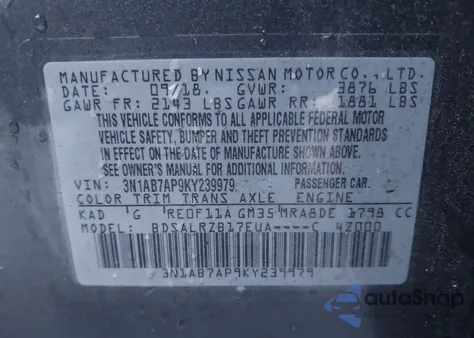 MANUFACTURED BY NISSAN MOTOR CO., LTD.
DATE: 09/18. GVWR: 3876 LBS
GAWR FR: 2143 LBS GAWR RR: 1881 LBS
THIS VEHICLE CONFORMS TO ALL APPLICABLE FEDERAL MOTOR
VEHICLE SAFETY, BUMPER AND THEFT PREVENTION STANDARDS
IN EFFECT ON THE DATE OF MANUFACTURE SHOWN ABOVE.
SEE OWNER'S MANUAL FOR ADDITIONAL INFORMATION.
VIN: 3N1AB7AP9KY239979 PASSENGER CAR
COLOR TRIM TRANS AXLE ENGINE
KAD G RE0F11A GM35 MRA8DE 1798 CC
MODEL: BDSALRZB17EUA----C 4Z000
3N1AB7AP9KY239979
autoSnap